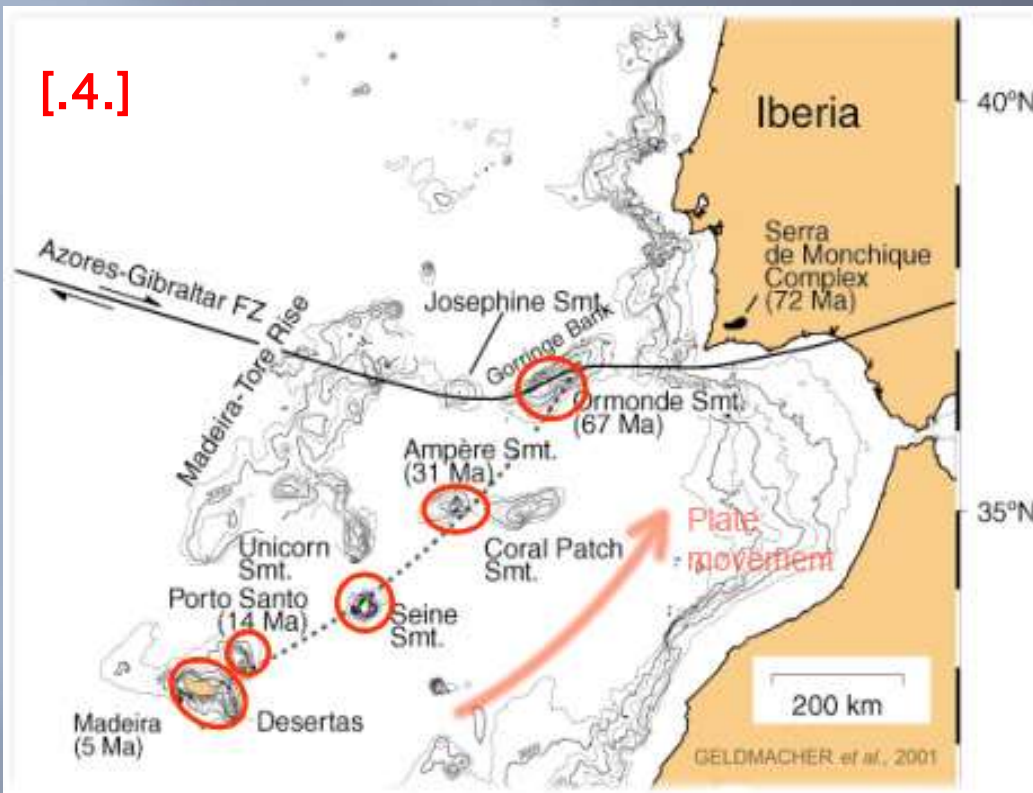 [.4.]
40°N
Iberia
Serra
de Monchique
Complex
(72 Ma)
Azores-Gibraltar FZ
Josephine Smt.
Madeira-Tore Rise
Gorringe Bank
Ormonde Smt.
(67 Ma)
Ampère Smt.
(31 Ma)
35°N
Plate
movement
Coral Patch
Smt.
Unicorn
Smt.
Porto Santo
(14 Ma)
Seine
Smt.
Desertas
Madeira
(5 Ma)
200 km
GELDMACHER et al., 2001